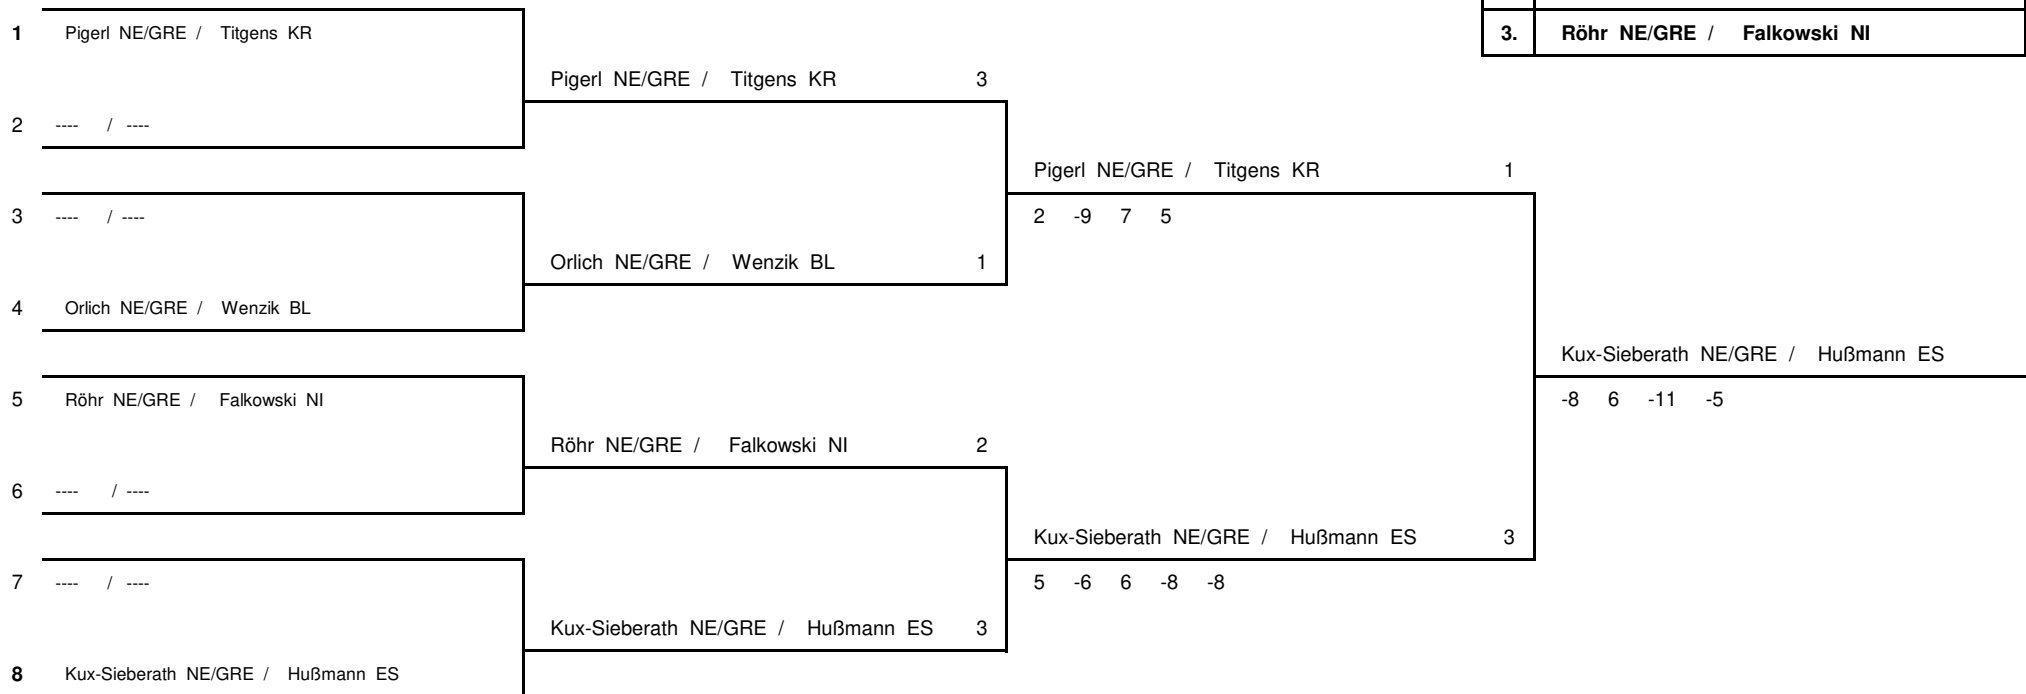 1 Pigerl NE/GRE / Titgens KR
3. Röhr NE/GRE / Falkowski NI
Pigerl NE/GRE / Titgens KR 3
2 ---- / ----
Pigerl NE/GRE / Titgens KR 1
3 ---- / ----
2 -9 7 5
Orlich NE/GRE / Wenzik BL 1
4 Orlich NE/GRE / Wenzik BL
Kux-Sieberath NE/GRE / Hußmann ES
5 Röhr NE/GRE / Falkowski NI
-8 6 -11 -5
Röhr NE/GRE / Falkowski NI 2
6 ---- / ----
Kux-Sieberath NE/GRE / Hußmann ES 3
7 ---- / ----
5 -6 6 -8 -8
Kux-Sieberath NE/GRE / Hußmann ES 3
8 Kux-Sieberath NE/GRE / Hußmann ES